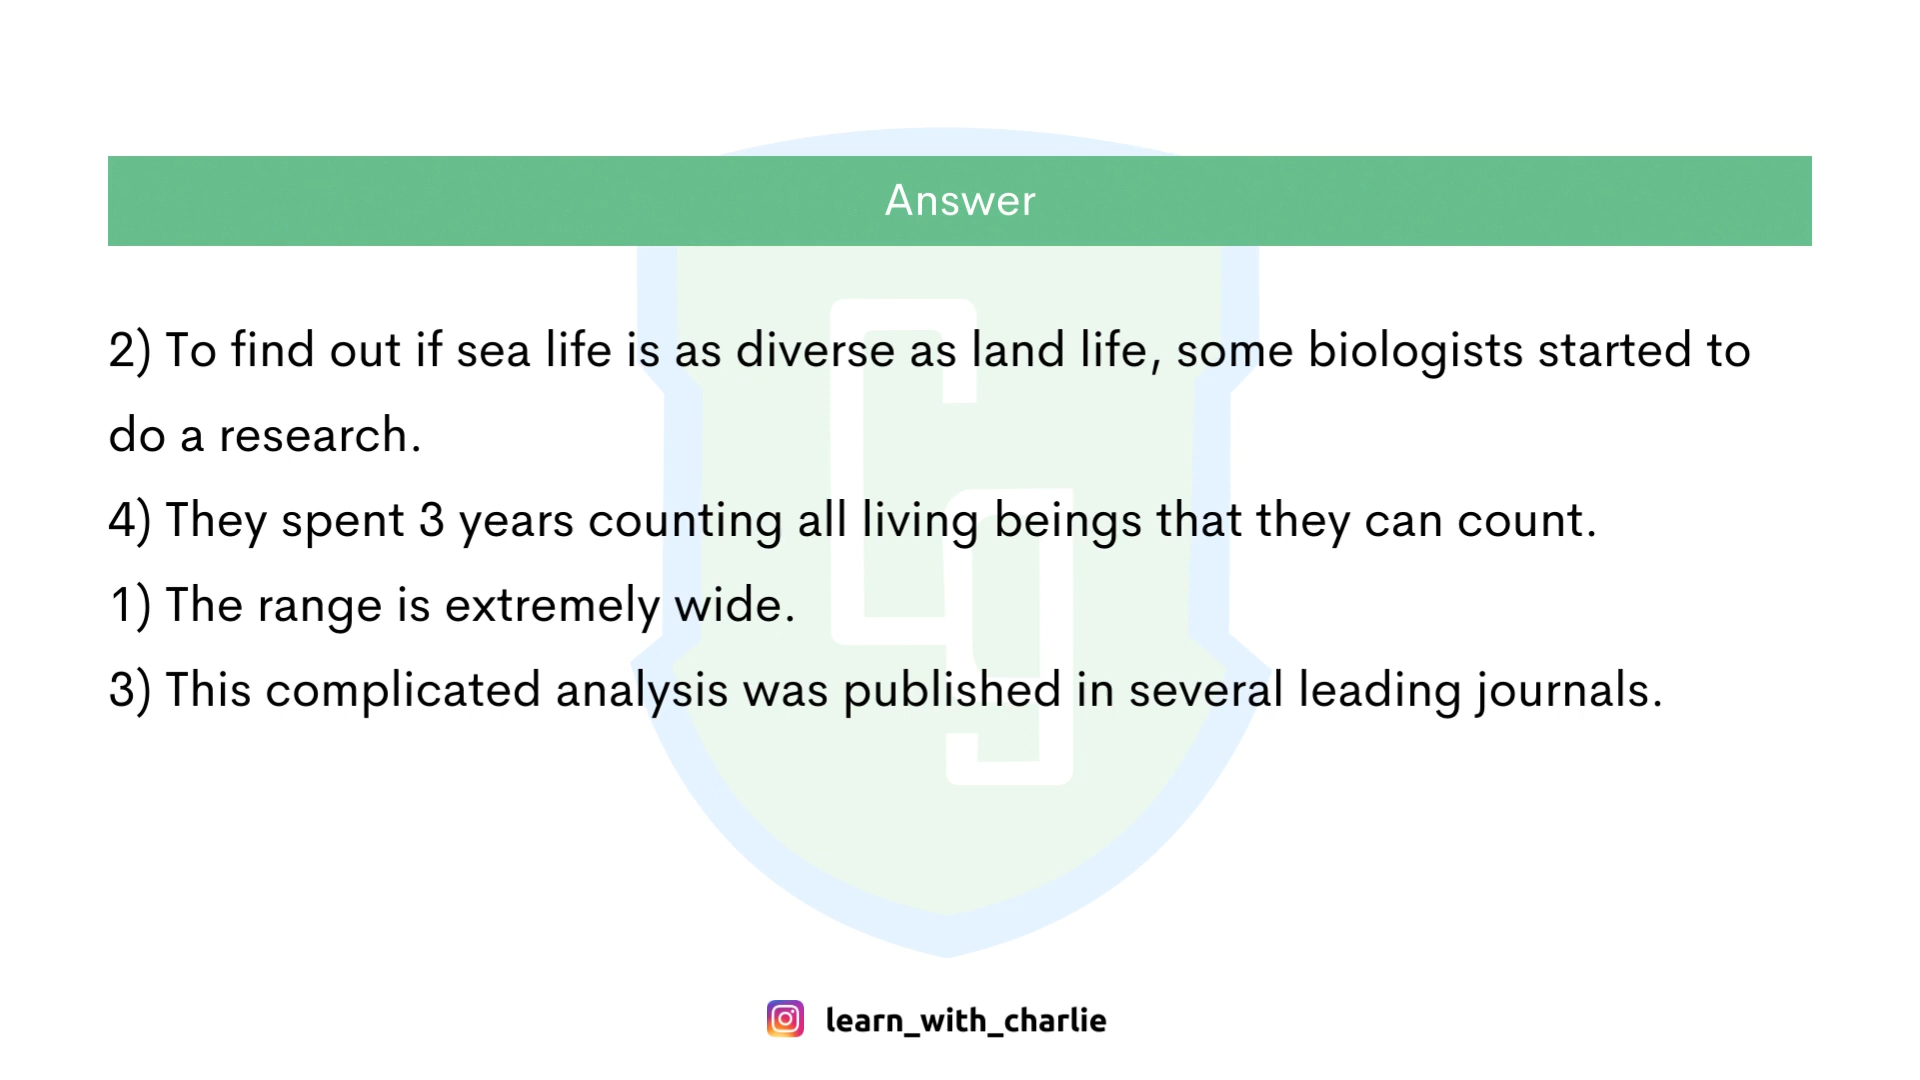 Answer
2) To find out if sea life is as diverse as land life, some biologists started to
do a research.
4) They spent 3 years counting all living beings that they can count.
1) The range is extremely wide.
3) This complicated analysis was published in several leading journals.
learn_with_charlie